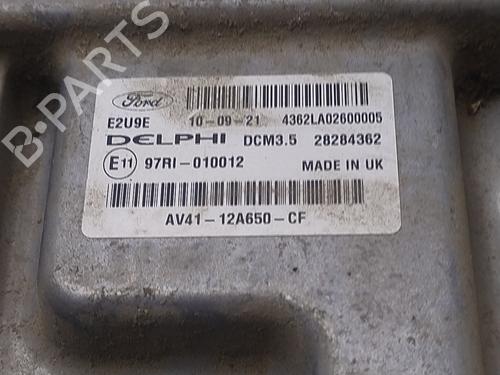 B-PARTS
Ford
E2U9E 10-09-21 4362LA02600005
DELPHI DCM3.5 28284362
E11 97RI-010012 MADE IN UK
AV41-12A650-CF